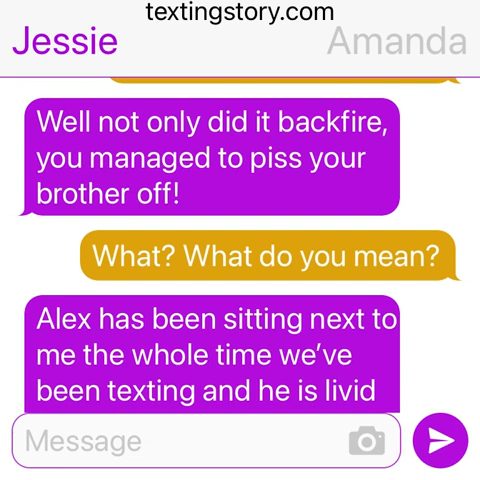 textingstory.com
Jessie Amanda
Well not only did it backfire,
you managed to piss your
brother off!
What? What do you mean?
Alex has been sitting next to
me the whole time we’ve
been texting and he is livid
Message